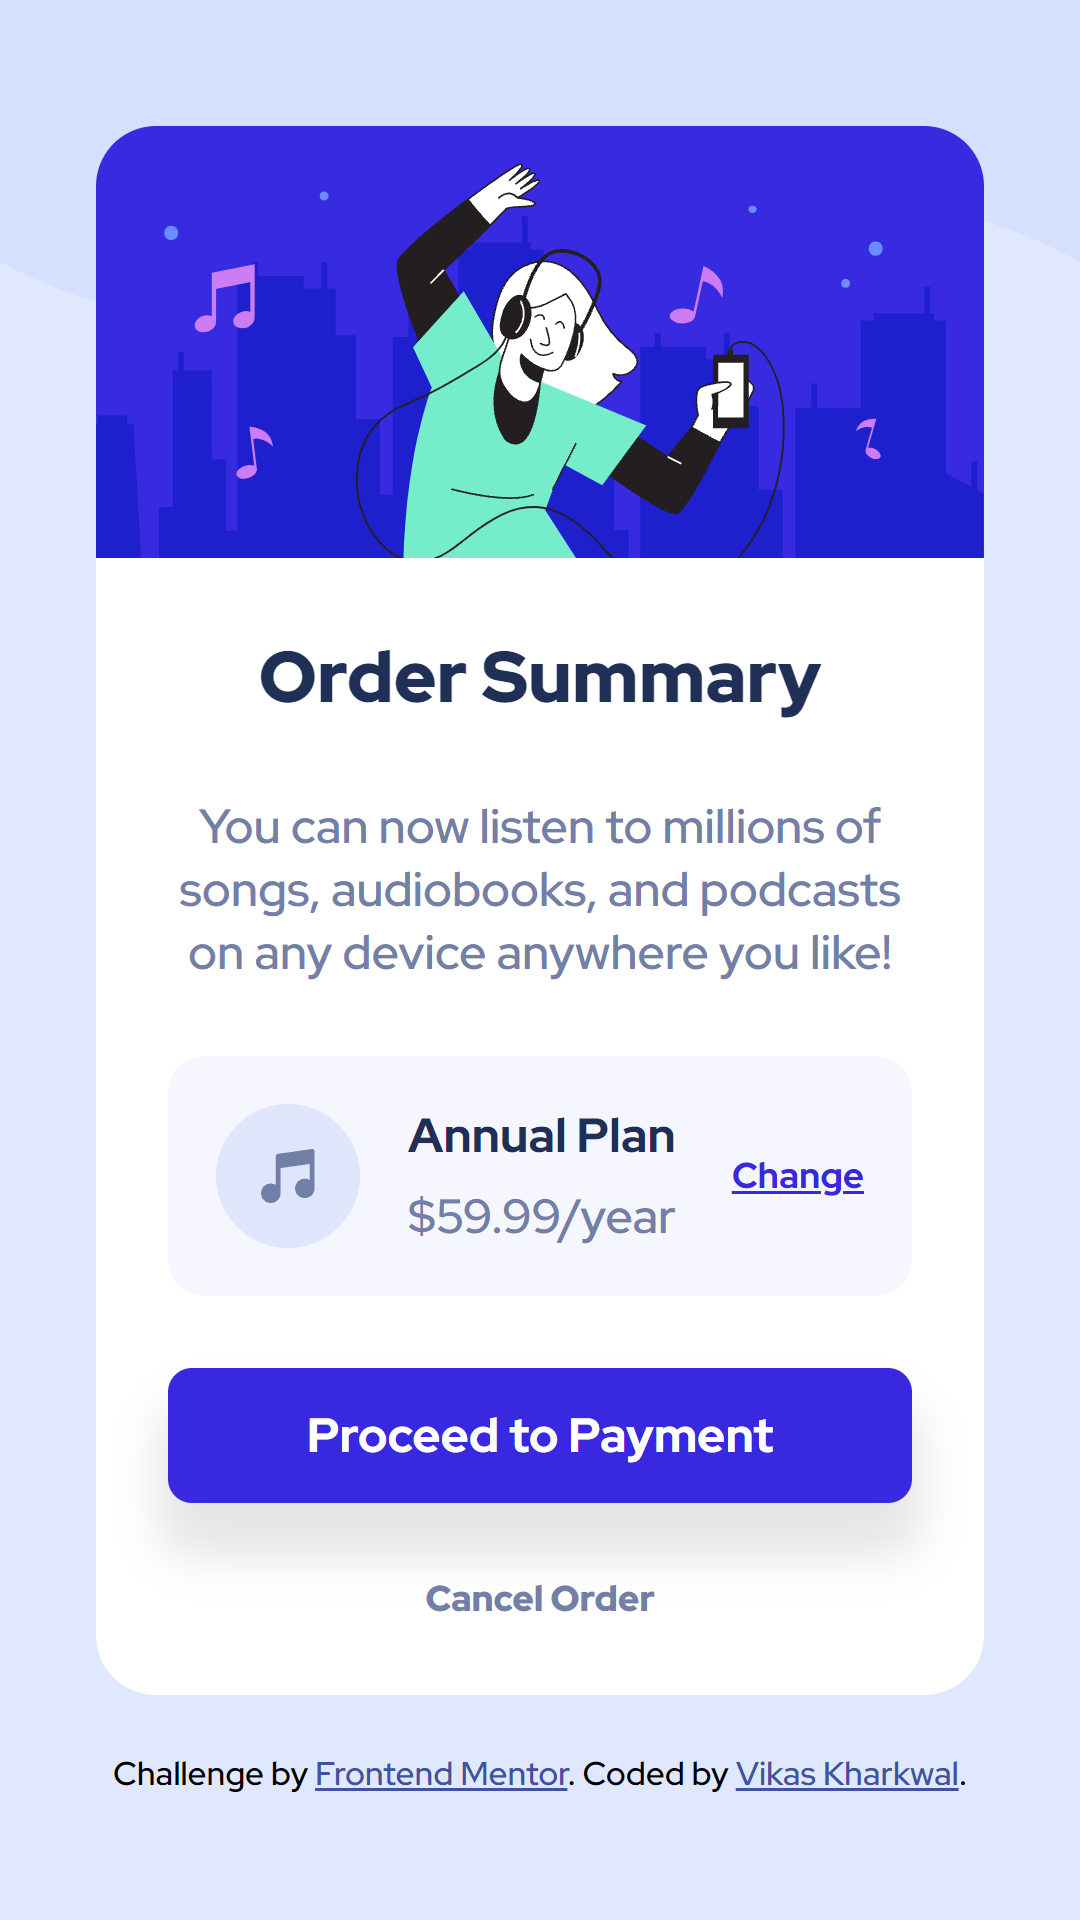 Order Summary
You can now listen to millions of
songs, audiobooks, and podcasts
on any device anywhere you like!
Annual Plan
$59.99/year
Change
Proceed to Payment
Cancel Order
Challenge by Frontend Mentor. Coded by Vikas Kharkwal.